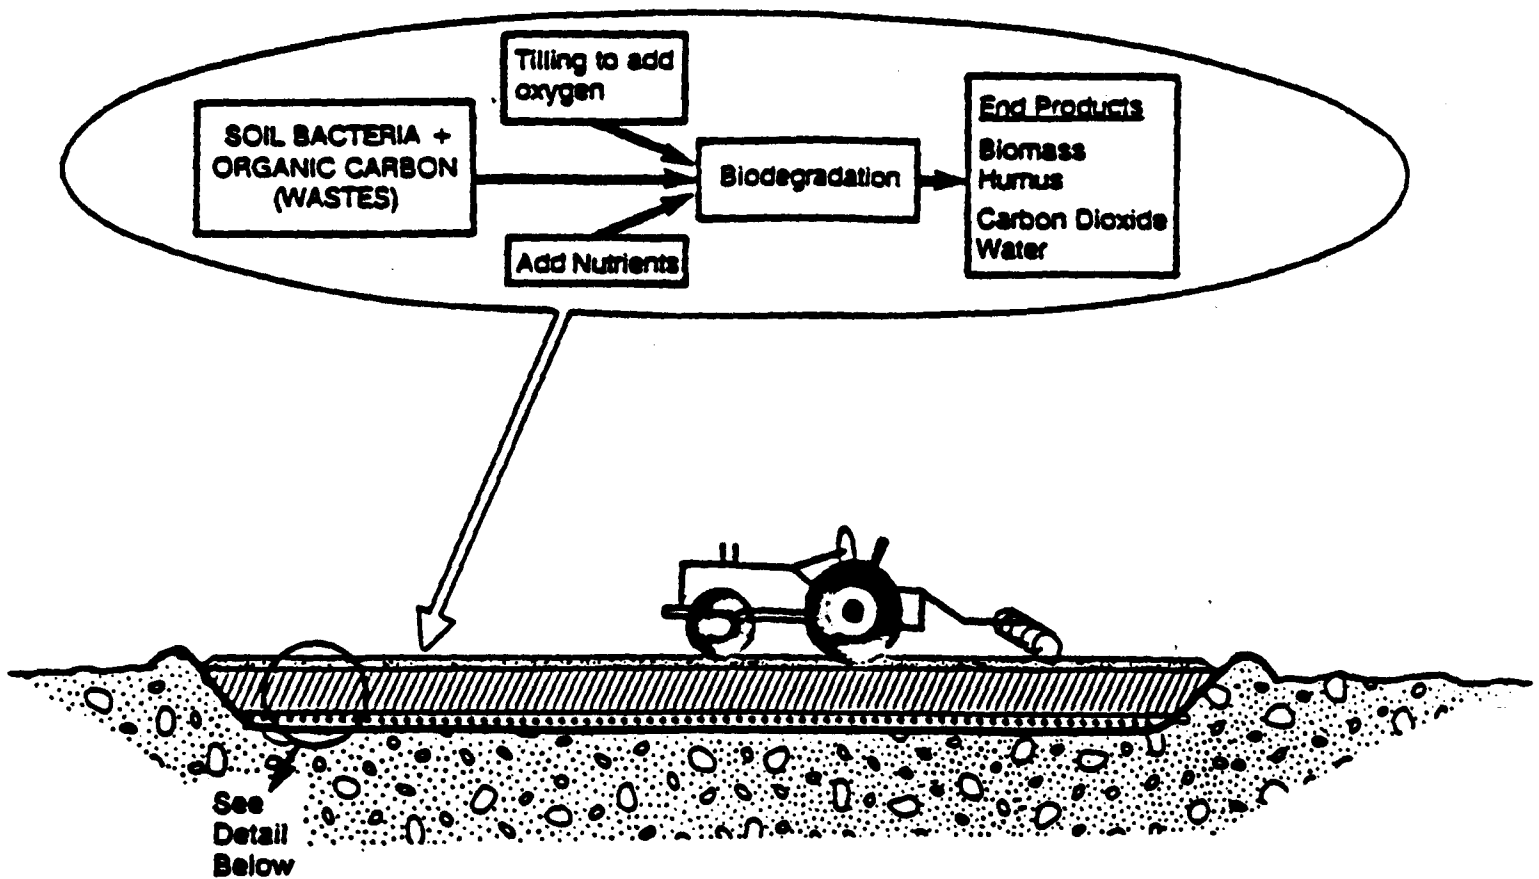 Tilling to add
oxygen
SOIL BACTERIA +
ORGANIC CARBON
(WASTES)
Add Nutrients
Biodegradation
End Products
Biomass
Humus
Carbon Dioxide
Water
See
Detail
Below